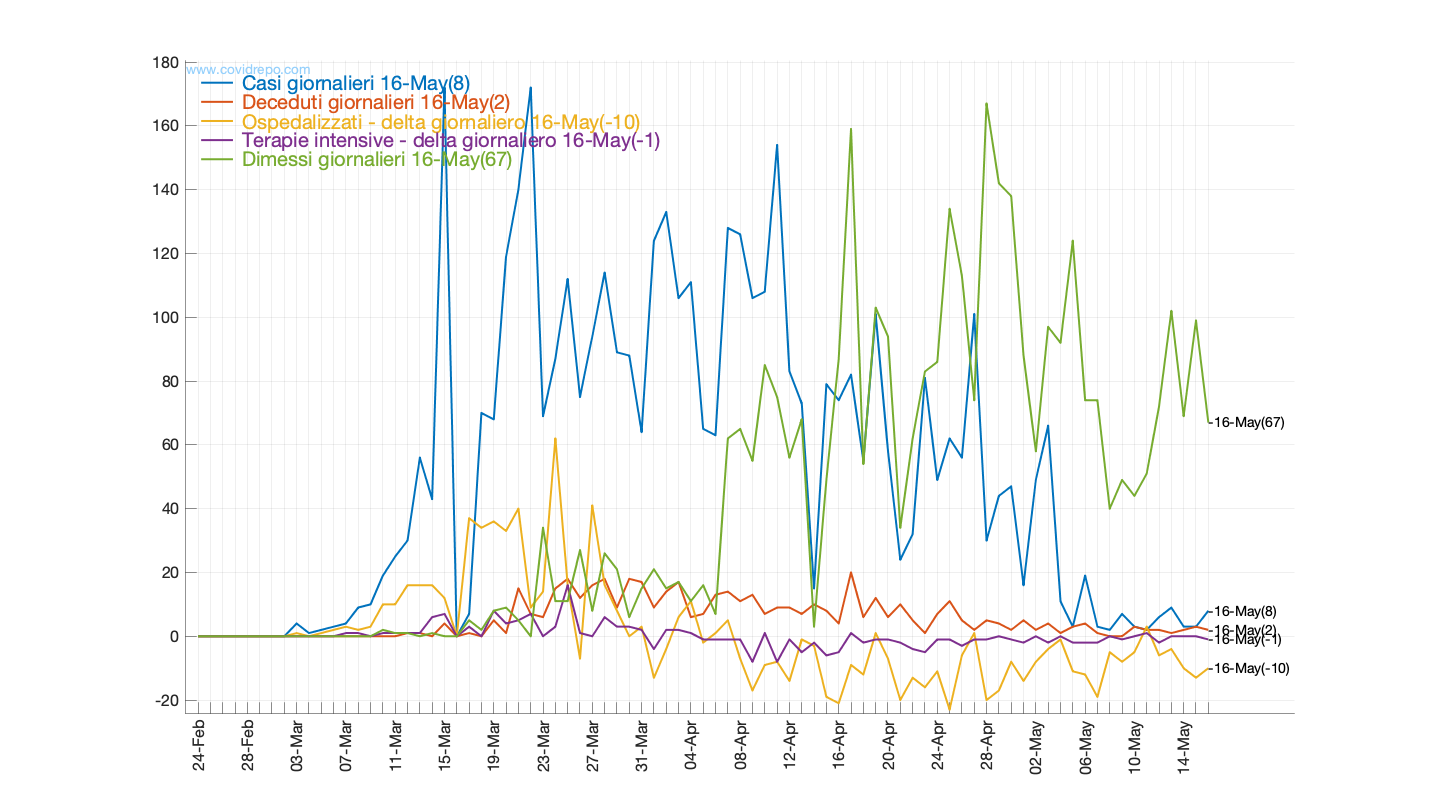 180
www.covidrepo.com
Casi giornalieri 16-May(8)
Deceduti giornalieri 16-May(2)
Ospedalizzati - delta giornaliero 16-May(-10)
Terapie intensive - delta giornaliero 16-May(-1)
Dimessi giornalieri 16-May(67)
160
140
120
100
80
60
40
20
0
-20
16-May(67)
16-May(8)
16-May(2)
16-May(-1)
16-May(-10)
24-Feb
28-Feb
03-Mar
07-Mar
11-Mar
15-Mar
19-Mar
23-Mar
27-Mar
31-Mar
04-Apr
08-Apr
12-Apr
16-Apr
20-Apr
24-Apr
28-Apr
02-May
06-May
10-May
14-May